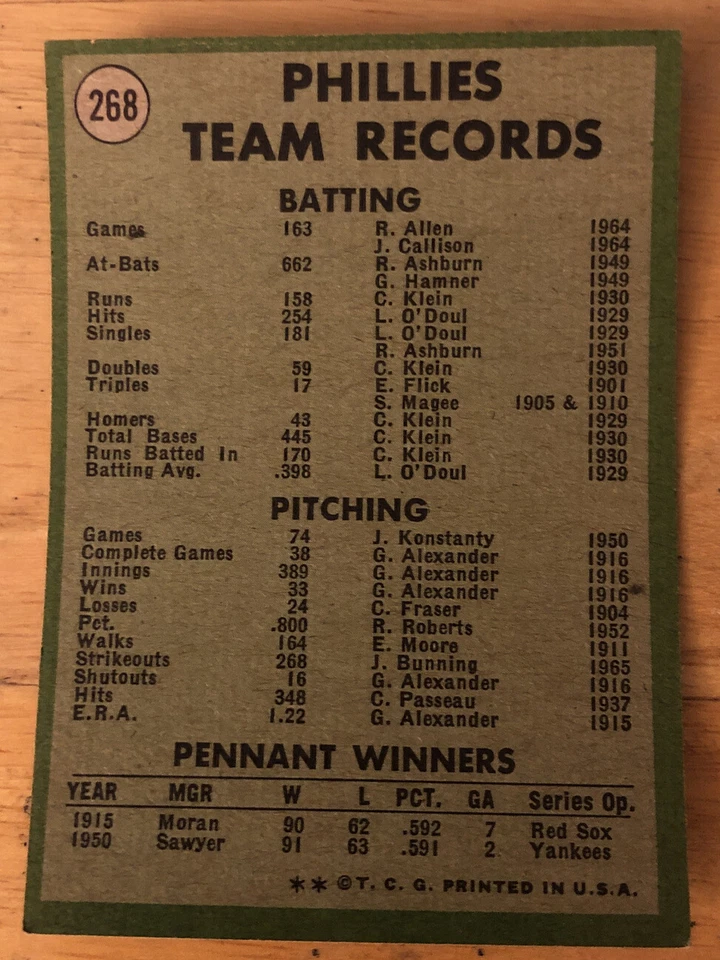 268
PHILLIES
TEAM RECORDS
BATTING
Games 163 R. Allen 1964
J. Callison 1964
At-Bats 662 R. Ashburn 1949
G. Hamner 1949
Runs 158 C. Klein 1930
Hits 254 L. O'Doul 1929
Singles 181 L. O'Doul 1929
R. Ashburn 1951
Doubles 59 C. Klein 1930
Triples 17 E. Flick 1901
S. Magee 1905 & 1910
Homers 43 C. Klein 1929
Total Bases 445 C. Klein 1930
Runs Batted In 170 C. Klein 1930
Batting Avg. .398 L. O'Doul 1929
PITCHING
Games 74 J. Konstanty 1950
Complete Games 38 G. Alexander 1916
Innings 389 G. Alexander 1916
Wins 33 G. Alexander 1916
Losses 24 C. Fraser 1904
Pct. .800 R. Roberts 1952
Walks 164 E. Moore 1911
Strikeouts 268 J. Bunning 1965
Shutouts 16 G. Alexander 1916
Hits 348 C. Passeau 1937
E.R.A. 1.22 G. Alexander 1915
PENNANT WINNERS
YEAR MGR W L PCT. GA Series Op.
1915 Moran 90 62 .592 7 Red Sox
1950 Sawyer 91 63 .591 2 Yankees
** ©T. C. G. PRINTED IN U.S.A.